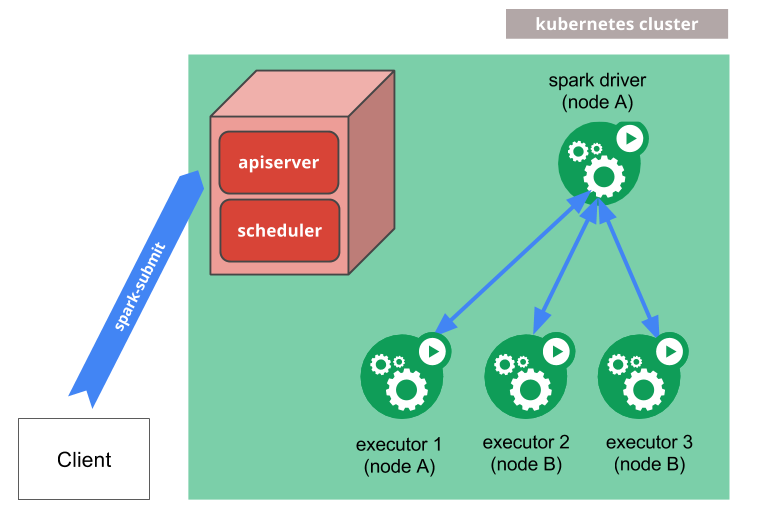 kubernetes cluster
spark driver
(node A)
apiserver
scheduler
spark-submit
executor 1
(node A)
executor 2
(node B)
executor 3
(node B)
Client